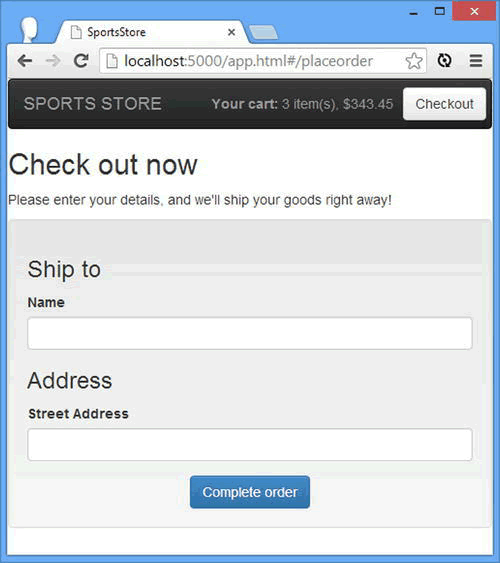 SportsStore
localhost:5000/app.html#/placeorder
SPORTS STORE Your cart: 3 item(s), $343.45 Checkout
Check out now
Please enter your details, and we'll ship your goods right away!
Ship to
Name
Address
Street Address
Complete order